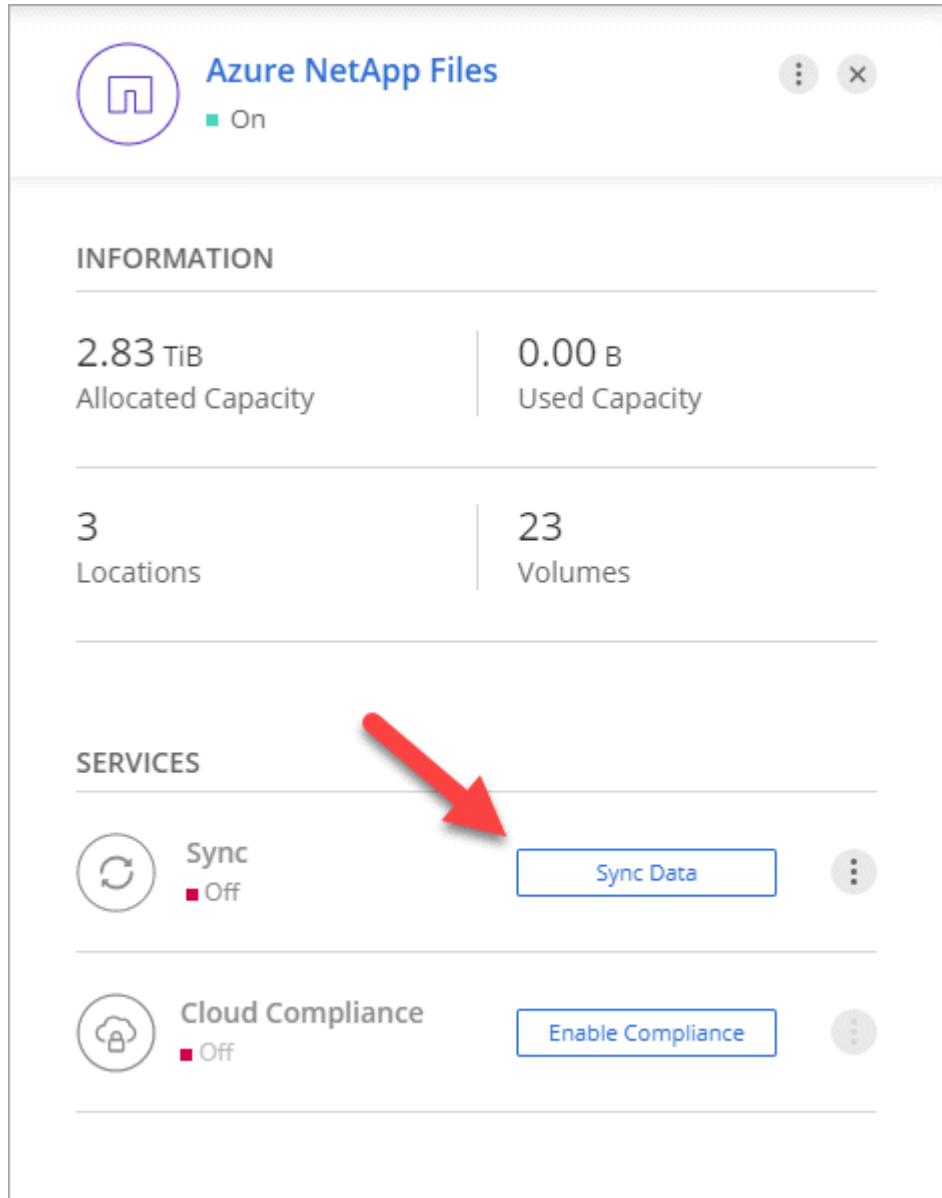 Azure NetApp Files
On
INFORMATION
2.83 TiB
Allocated Capacity
0.00 B
Used Capacity
3
Locations
23
Volumes
SERVICES
Sync
Off
Sync Data
Cloud Compliance
Off
Enable Compliance